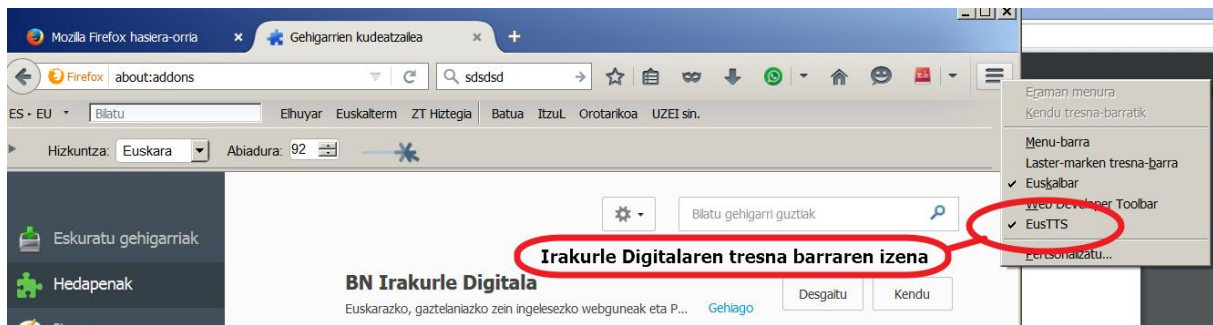 Mozilla Firefox hasiera-orria
Gehigarrien kudeatzailea
Firefox about:addons
sdsdsd
ES - EU Bilatu Elhuyar Euskalterm ZT Hiztegia Batua ItzuL Orotarikoa UZEI sin.
Hizkuntza: Euskara Abiadura: 92
Eraman menura
Kendu tresna-barratik
Menu-barra
Laster-marken tresna-barra
Euskalbar
Web Developer Toolbar
EusTTS
Pertsonalizatu...
Bilatu gehigarri guztiak
Eskuratu gehigarriak
Irakurle Digitalaren tresna barraren izena
Hedapenak
BN Irakurle Digitala
Desgaitu Kendu
Euskarazko, gaztelaniazko zein ingelesezko webguneak eta P... Gehiago